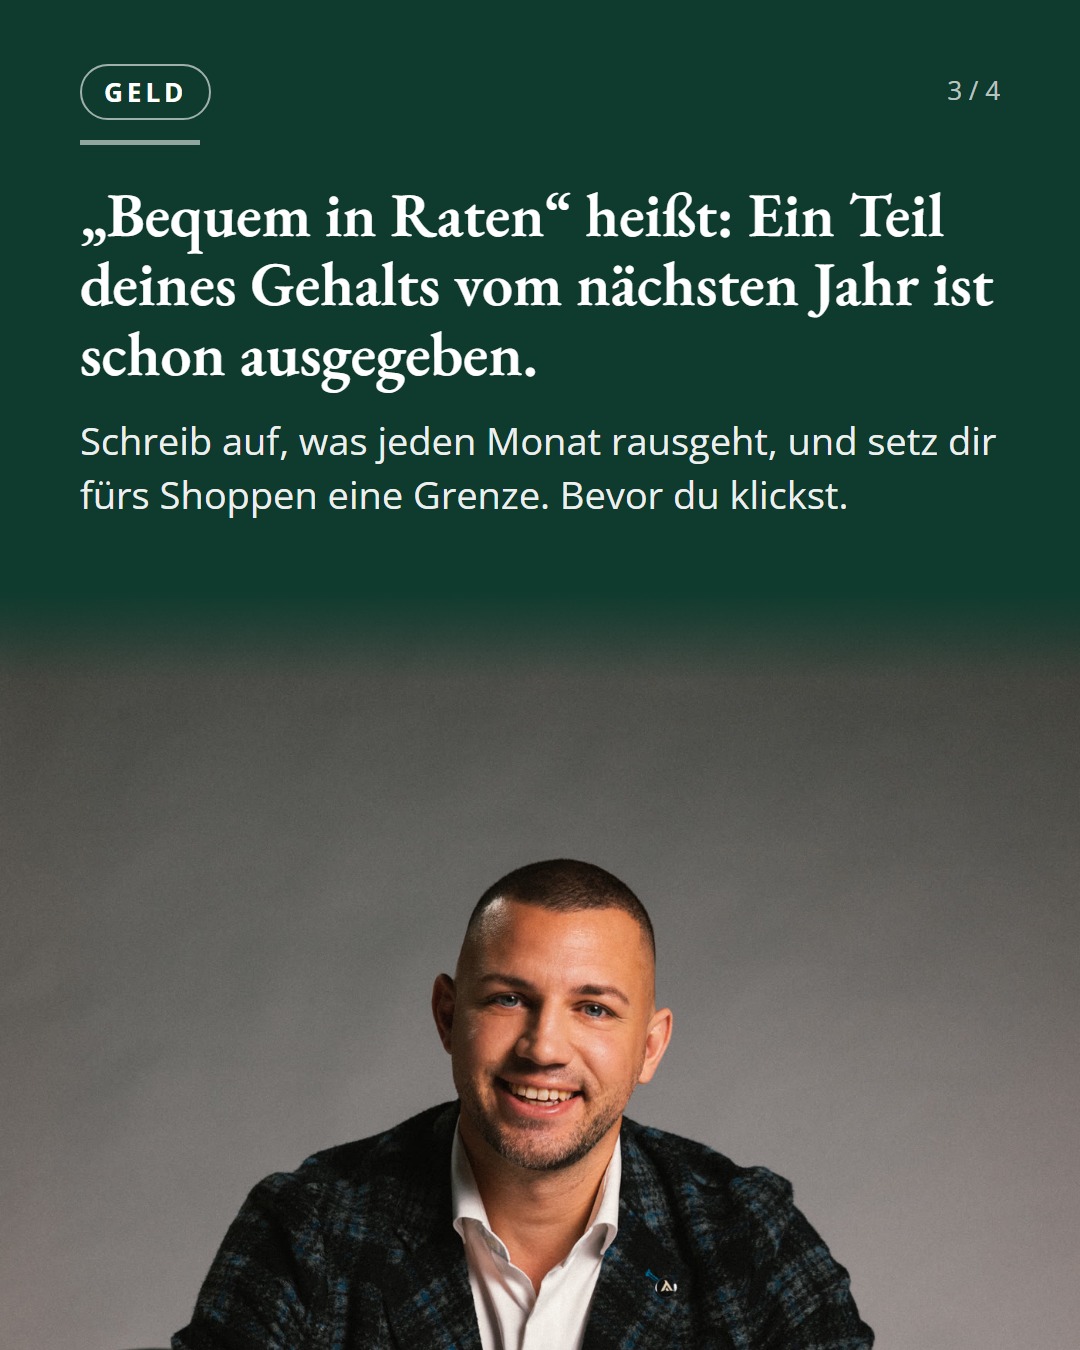 GELD
3 / 4
„Bequem in Raten“ heißt: Ein Teil
deines Gehalts vom nächsten Jahr ist
schon ausgegeben.
Schreib auf, was jeden Monat rausgeht, und setz dir
fürs Shoppen eine Grenze. Bevor du klickst.